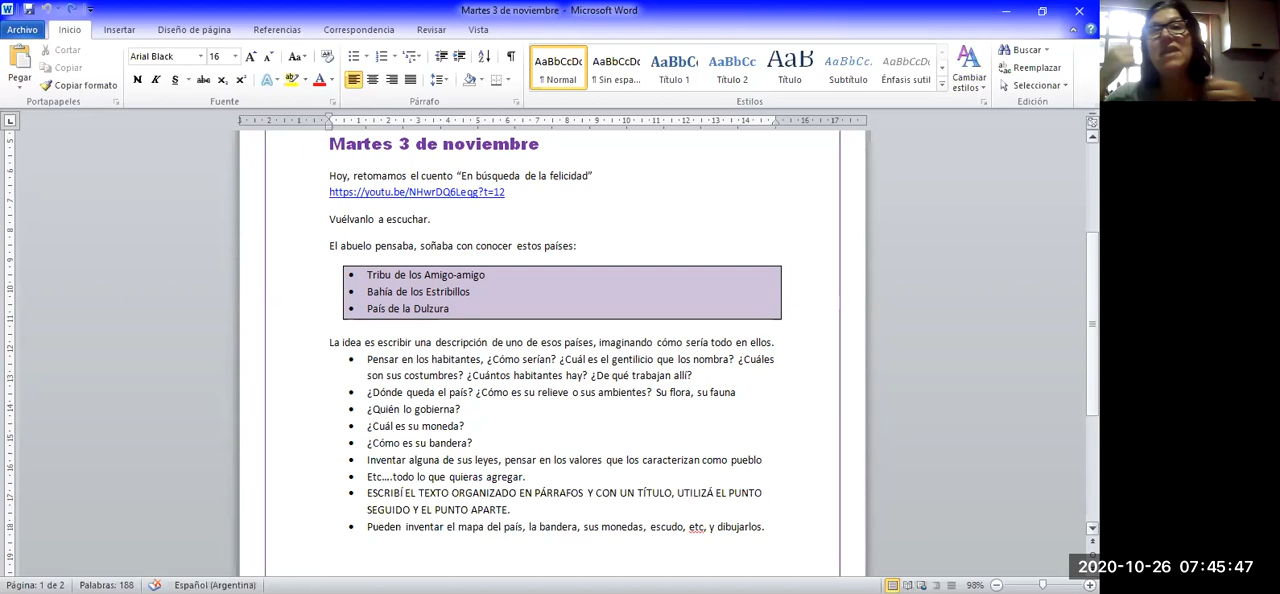 Martes 3 de noviembre - Microsoft Word
Archivo Inicio Insertar Diseño de página Referencias Correspondencia Revisar Vista
Pegar
Cortar
Copiar
Copiar formato
Portapapeles
Arial Black 16
N K S abc x₂ x²
Fuente
Párrafo
AaBbCcDc AaBbCcDc AaBbC AaBbCc AaB AaBbCc. AaBbCcDc
¶ Normal ¶ Sin espa... Título 1 Título 2 Título Subtítulo Énfasis sutil
Cambiar
estilos
Estilos
Buscar
Reemplazar
Seleccionar
Edición
Martes 3 de noviembre
Hoy, retomamos el cuento “En búsqueda de la felicidad”
https://youtu.be/NHwrDQ6Leqg?t=12
Vuélvanlo a escuchar.
El abuelo pensaba, soñaba con conocer estos países:
• Tribu de los Amigo-amigo
• Bahía de los Estribillos
• País de la Dulzura
La idea es escribir una descripción de uno de esos países, imaginando cómo sería todo en ellos.
• Pensar en los habitantes, ¿Cómo serían? ¿Cuál es el gentilicio que los nombra? ¿Cuáles
son sus costumbres? ¿Cuántos habitantes hay? ¿De qué trabajan allí?
• ¿Dónde queda el país? ¿Cómo es su relieve o sus ambientes? Su flora, su fauna
• ¿Quién lo gobierna?
• ¿Cuál es su moneda?
• ¿Cómo es su bandera?
• Inventar alguna de sus leyes, pensar en los valores que los caracterizan como pueblo
• Etc....todo lo que quieras agregar.
• ESCRIBÍ EL TEXTO ORGANIZADO EN PÁRRAFOS Y CON UN TÍTULO, UTILIZÁ EL PUNTO
SEGUIDO Y EL PUNTO APARTE.
• Pueden inventar el mapa del país, la bandera, sus monedas, escudo, etc, y dibujarlos.
Página: 1 de 2 Palabras: 188 Español (Argentina) 98%
2020-10-26 07:45:47